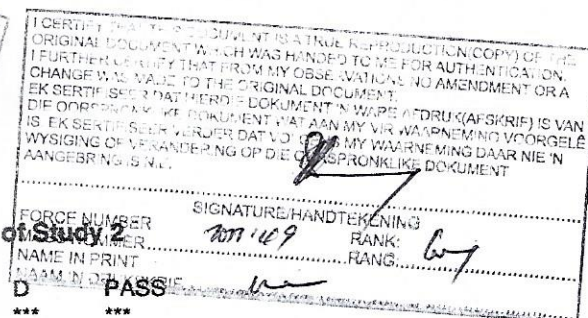 I CERTIFY THAT THIS DOCUMENT IS A TRUE REPRODUCTION(COPY) OF THE
ORIGINAL DOCUMENT WHICH WAS HANDED TO ME FOR AUTHENTICATION.
I FURTHER CERTIFY THAT FROM MY OBSERVATIONS NO AMENDMENT OR A
CHANGE WAS MADE TO THE ORIGINAL DOCUMENT.
EK SERTIFISEER DAT HIERDIE DOKUMENT 'N WARE AFDRUK(AFSKRIF) IS VAN
DIE OORSPRONKLIKE DOKUMENT WAT AAN MY VIR WAARNEMING VOORGELÊ
IS. EK SERTIFISEER VERDER DAT VOLGENS MY WAARNEMING DAAR NIE 'N
WYSIGING OF VERANDERING OP DIE OORSPRONKLIKE DOKUMENT
AANGEBRING IS NIE.
SIGNATURE/HANDTEKENING
FORCE NUMBER RANK:
of Study 2
NOMMER RANG:
NAME IN PRINT
NAAM IN DRUKSKRIF
D PASS
*** ***